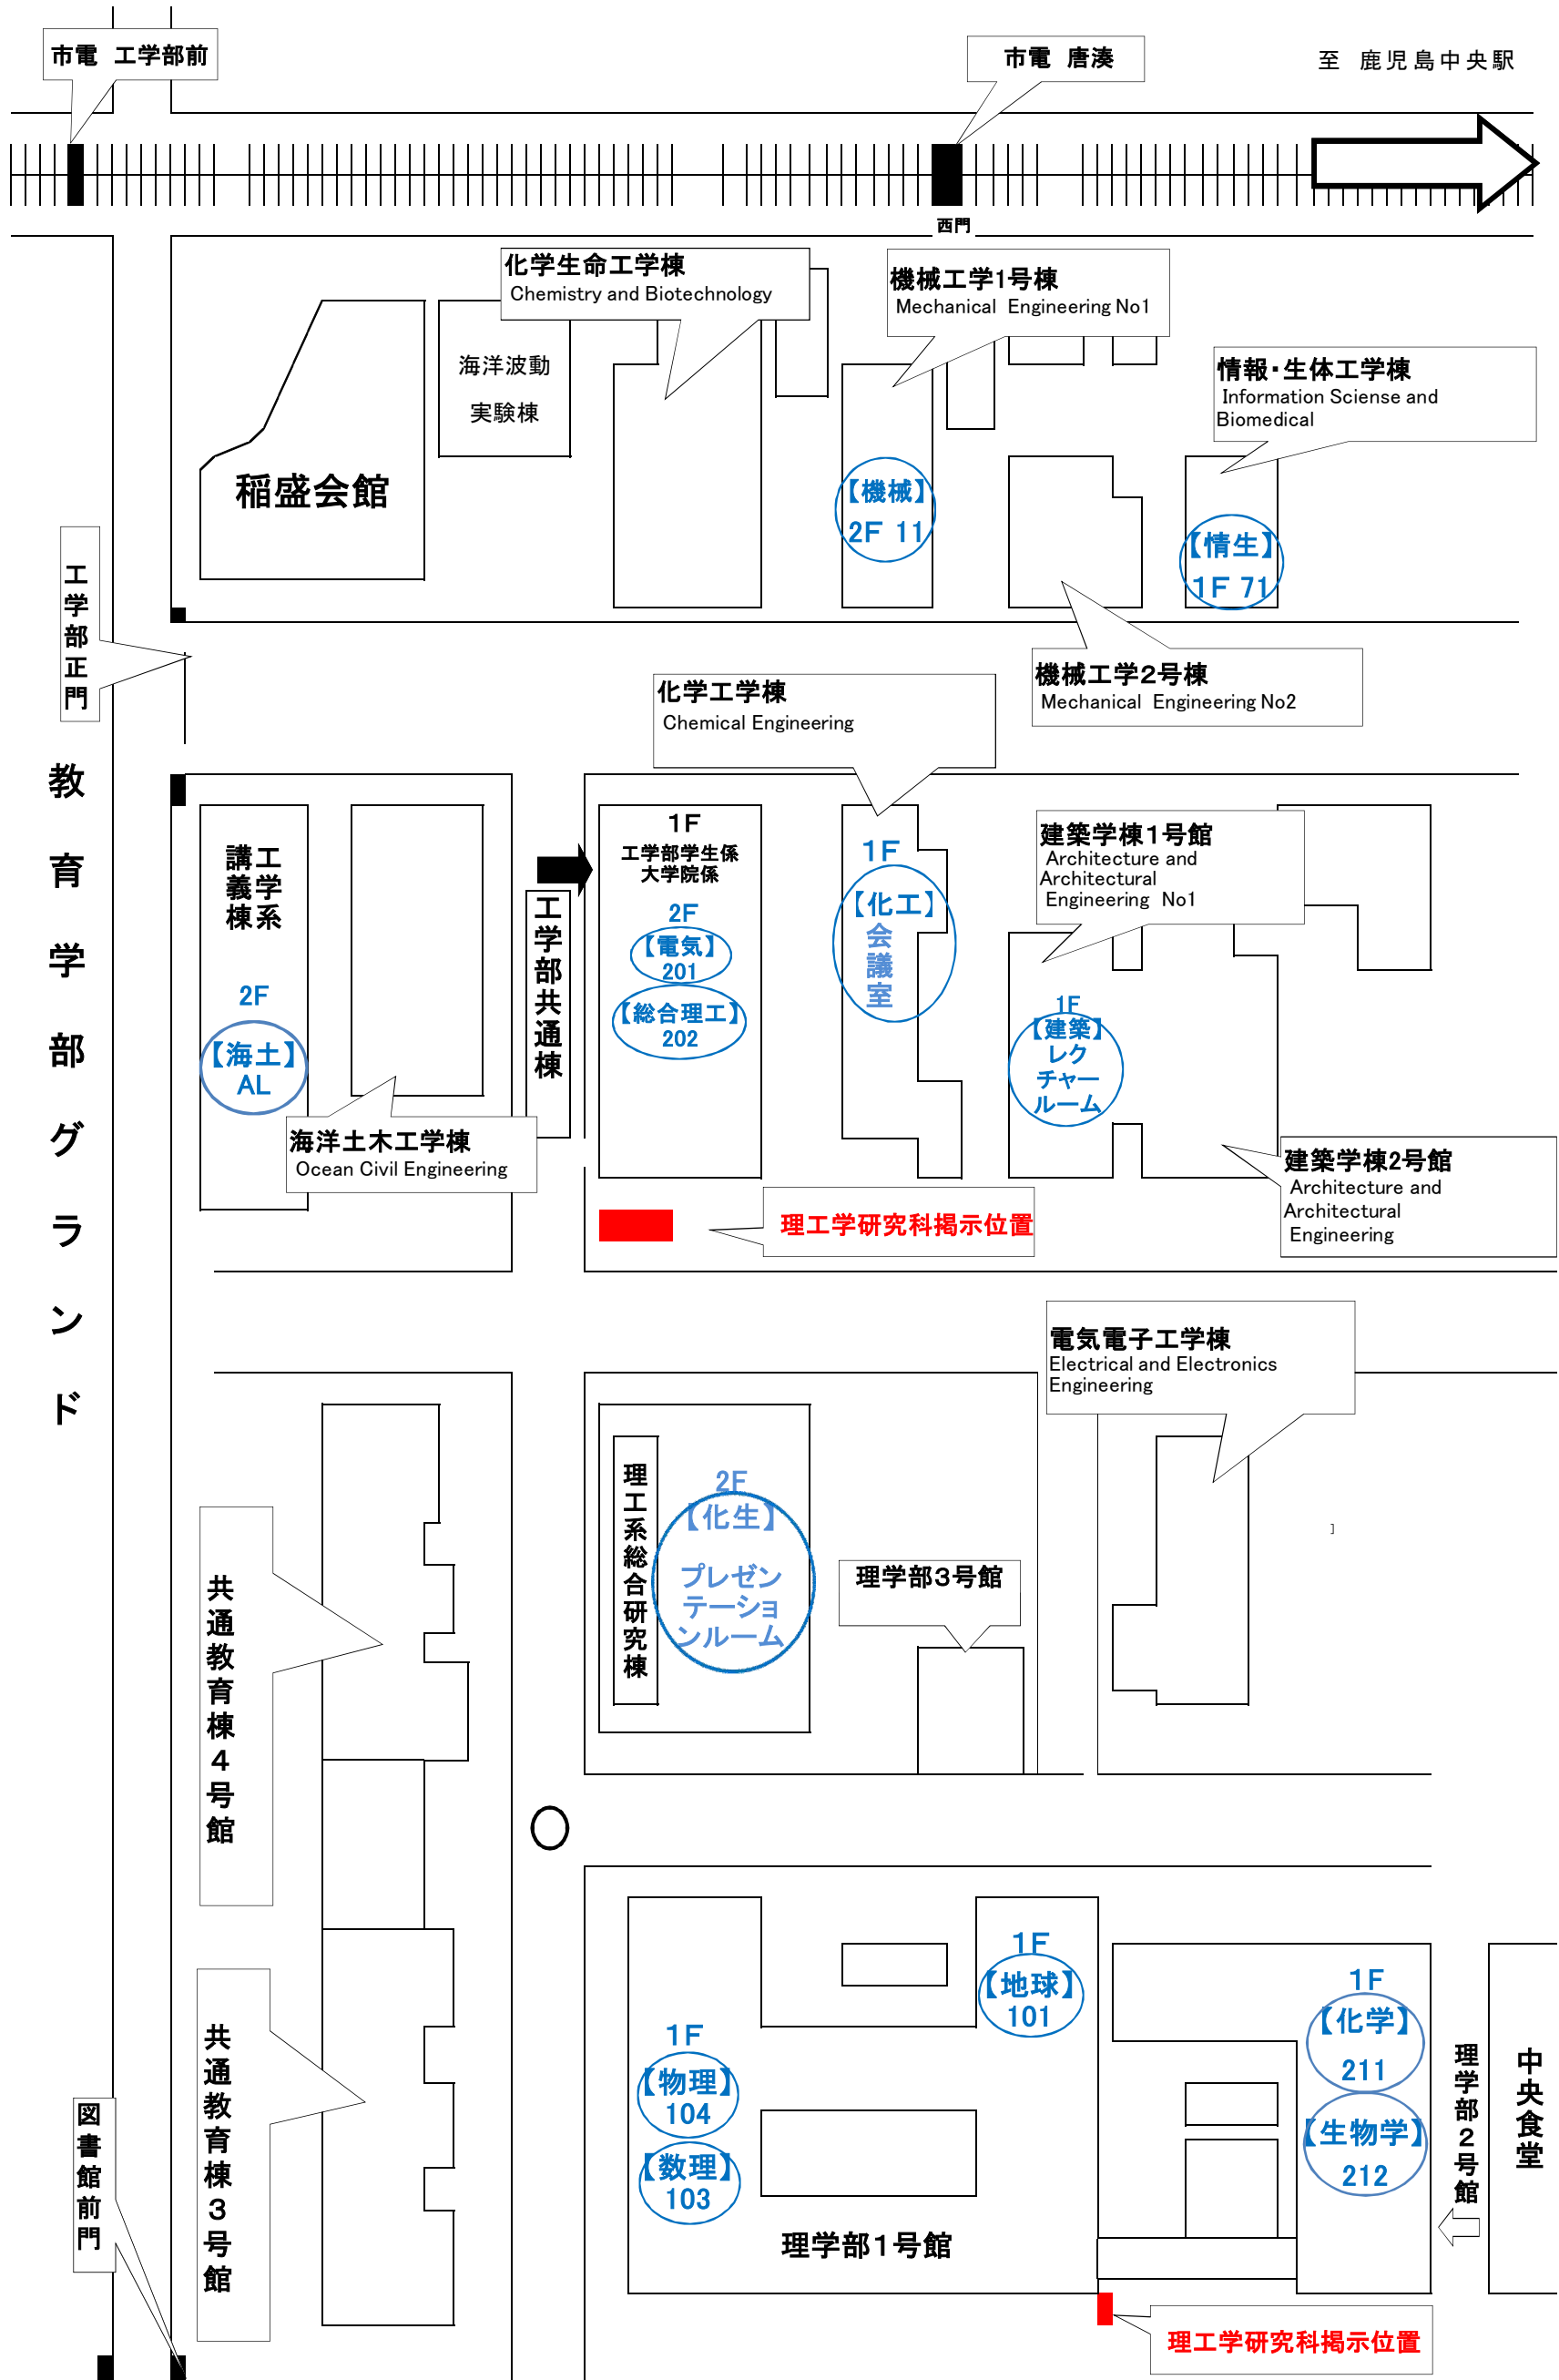 市電 工学部前
市電 唐湊
至 鹿児島中央駅
西門
化学生命工学棟
Chemistry and Biotechnology
機械工学1号棟
Mechanical Engineering No1
情報・生体工学棟
Information Sciense and
Biomedical
海洋波動
実験棟
稲盛会館
【機械】
2F 11
【情生】
1F 71
工学部正門
機械工学2号棟
Mechanical Engineering No2
化学工学棟
Chemical Engineering
教育学部グランド
工学系
講義棟
2F
【海土】
AL
海洋土木工学棟
Ocean Civil Engineering
工学部共通棟
1F
工学部学生係
大学院係
2F
【電気】
201
【総合理工】
202
1F
【化工】
会議室
建築学棟1号館
Architecture and
Architectural
Engineering No1
1F
【建築】
レク
チャー
ルーム
建築学棟2号館
Architecture and
Architectural
Engineering
理工学研究科掲示位置
電気電子工学棟
Electrical and Electronics
Engineering
]
理工系総合研究棟
2F
【化生】
プレゼン
テーショ
ンルーム
理学部3号館
共通教育棟4号館
共通教育棟3号館
図書館前門
1F
【地球】
101
1F
【物理】
104
【数理】
103
理学部1号館
1F
【化学】
211
【生物学】
212
理学部2号館
中央食堂
理工学研究科掲示位置